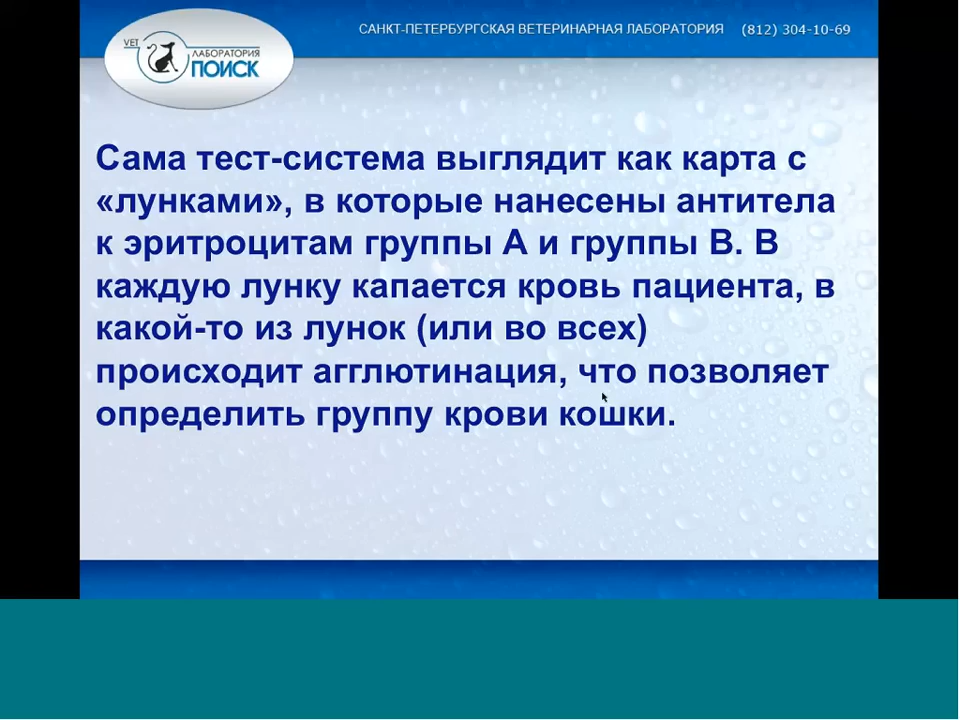 САНКТ-ПЕТЕРБУРГСКАЯ ВЕТЕРИНАРНАЯ ЛАБОРАТОРИЯ (812) 304-10-69
VET
ЛАБОРАТОРИЯ
ПОИСК
Сама тест-система выглядит как карта с
«лунками», в которые нанесены антитела
к эритроцитам группы А и группы В. В
каждую лунку капается кровь пациента, в
какой-то из лунок (или во всех)
происходит агглютинация, что позволяет
определить группу крови кошки.